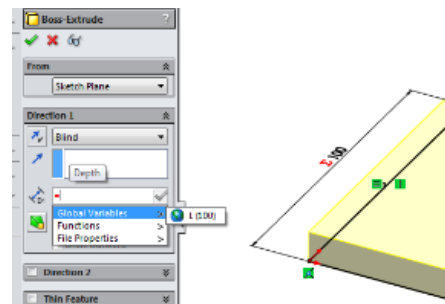 Boss-Extrude ?
From
Sketch Plane
Direction 1
Blind
Depth
=
Global Variables > L (100)
Functions >
File Properties >
Direction 2
Thin Feature
Σ 100